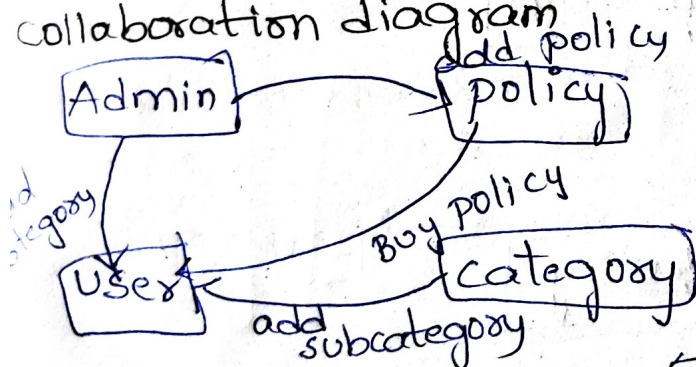 collaboration diagram
add policy
Admin
policy
Buy policy
User
category
add
subcategory